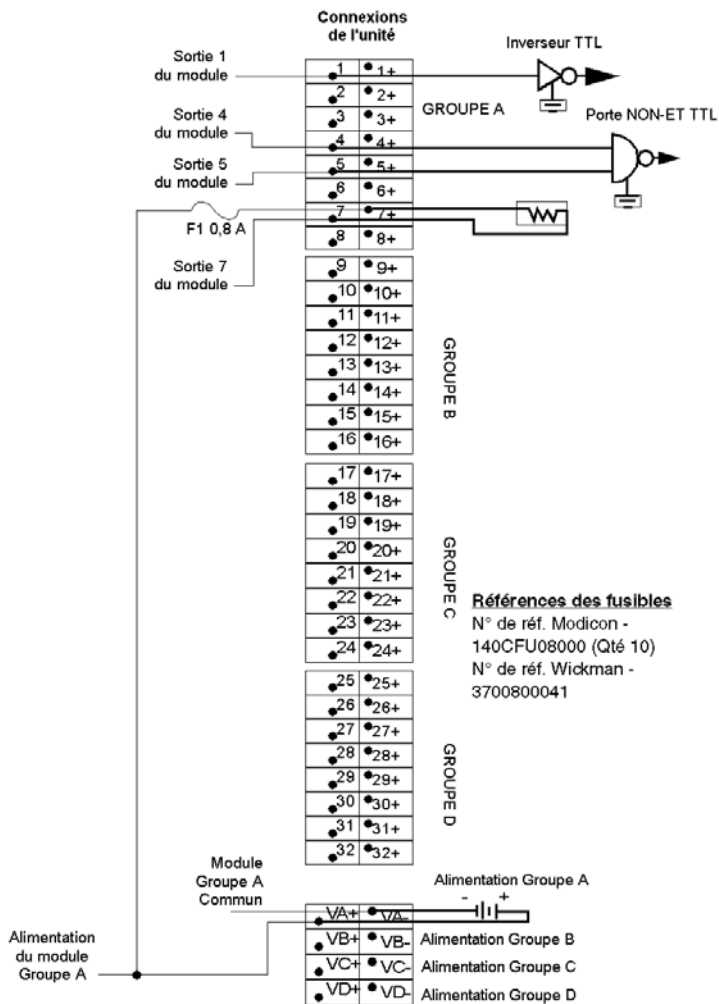 Connexions
de l'unité
Inverseur TTL
Sortie 1
du module
1 1+
2 2+
GROUPE A
3 3+
Porte NON-ET TTL
Sortie 4
du module
4 4+
Sortie 5
du module
5 5+
6 6+
7 7+
F1 0,8 A
8 8+
Sortie 7
du module
9 9+
10 10+
11 11+
12 12+
13 13+
14 14+
15 15+
16 16+
GROUPE B
17 17+
18 18+
19 19+
20 20+
21 21+
22 22+
23 23+
24 24+
GROUPE C
Références des fusibles
N° de réf. Modicon -
140CFU08000 (Qté 10)
N° de réf. Wickman -
3700800041
25 25+
26 26+
27 27+
28 28+
29 29+
30 30+
31 31+
32 32+
GROUPE D
Module
Groupe A
Commun
Alimentation Groupe A
- +
VA+ VA-
Alimentation
du module
Groupe A
VB+ VB- Alimentation Groupe B
VC+ VC- Alimentation Groupe C
VD+ VD- Alimentation Groupe D